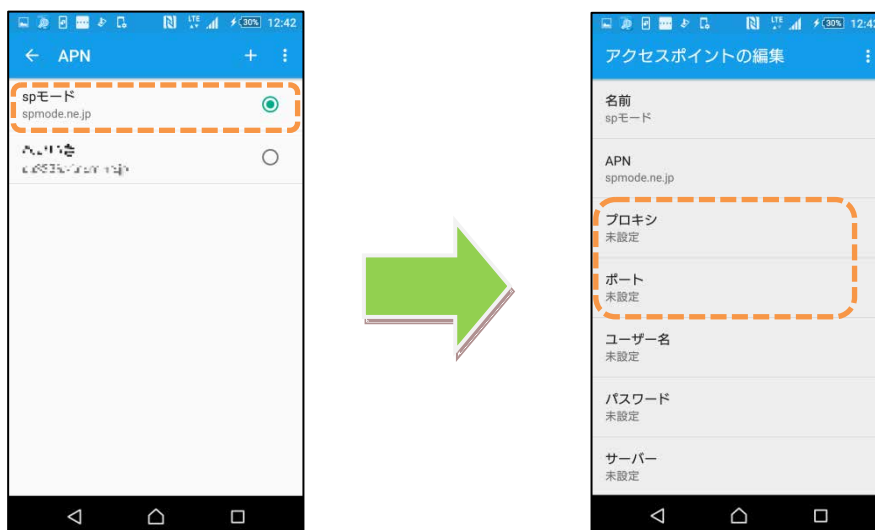 30% 12:42
APN
spモード
spmode.ne.jp
30% 12:42
アクセスポイントの編集
名前
spモード
APN
spmode.ne.jp
プロキシ
未設定
ポート
未設定
ユーザー名
未設定
パスワード
未設定
サーバー
未設定